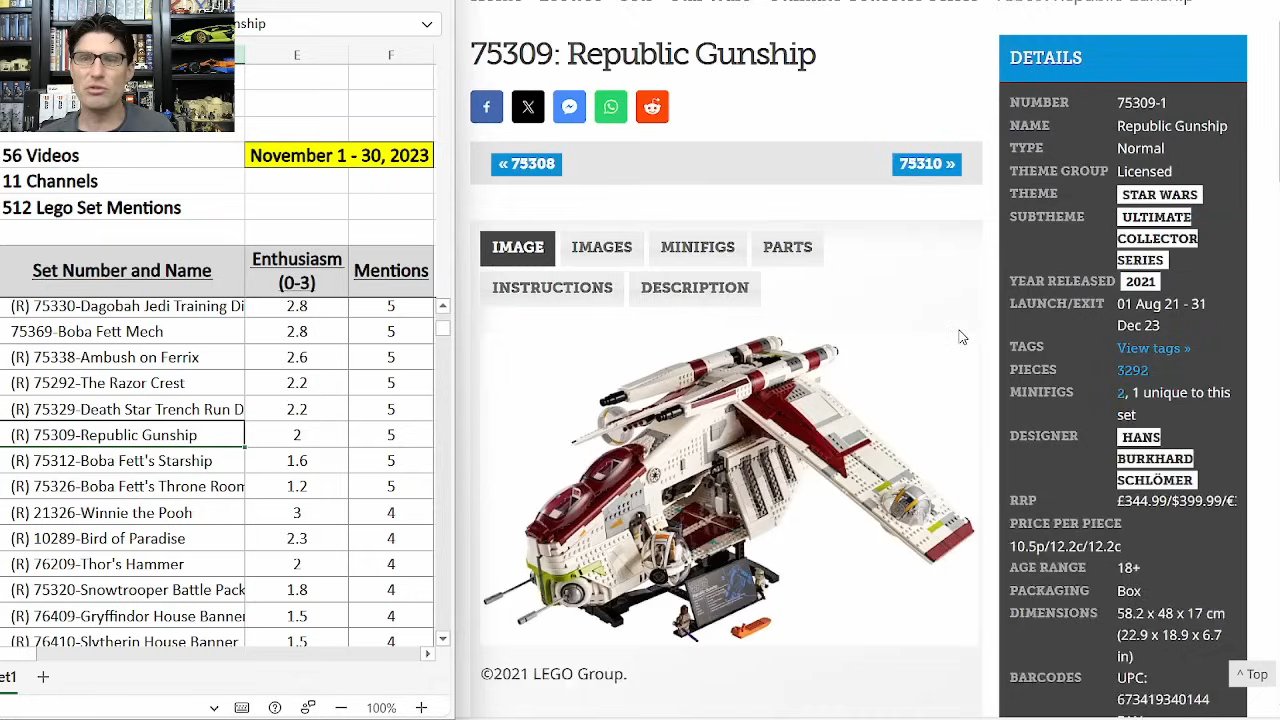 nship
E F
56 Videos November 1 - 30, 2023
11 Channels
512 Lego Set Mentions
Set Number and Name Enthusiasm (0-3) Mentions
(R) 75330-Dagobah Jedi Training Di 2.8 5
75369-Boba Fett Mech 2.8 5
(R) 75338-Ambush on Ferrix 2.6 5
(R) 75292-The Razor Crest 2.2 5
(R) 75329-Death Star Trench Run D 2.2 5
(R) 75309-Republic Gunship 2 5
(R) 75312-Boba Fett's Starship 1.6 5
(R) 75326-Boba Fett's Throne Room 1.2 5
(R) 21326-Winnie the Pooh 3 4
(R) 10289-Bird of Paradise 2.3 4
(R) 76209-Thor's Hammer 2 4
(R) 75320-Snowtrooper Battle Pack 1.8 4
(R) 76409-Gryffindor House Banner 1.5 4
(R) 76410-Slytherin House Banner 1.5 4
et1 +
100%
75309: Republic Gunship
« 75308 75310 »
IMAGE IMAGES MINIFIGS PARTS
INSTRUCTIONS DESCRIPTION
©2021 LEGO Group.
DETAILS
NUMBER 75309-1
NAME Republic Gunship
TYPE Normal
THEME GROUP Licensed
THEME STAR WARS
SUBTHEME ULTIMATE
COLLECTOR
SERIES
YEAR RELEASED 2021
LAUNCH/EXIT 01 Aug 21 - 31
Dec 23
TAGS View tags »
PIECES 3292
MINIFIGS 2, 1 unique to this
set
DESIGNER HANS
BURKHARD
SCHLÖMER
RRP £344.99/$399.99/€
PRICE PER PIECE
10.5p/12.2c/12.2c
AGE RANGE 18+
PACKAGING Box
DIMENSIONS 58.2 x 48 x 17 cm
(22.9 x 18.9 x 6.7
in)
BARCODES UPC:
673419340144
^ Top